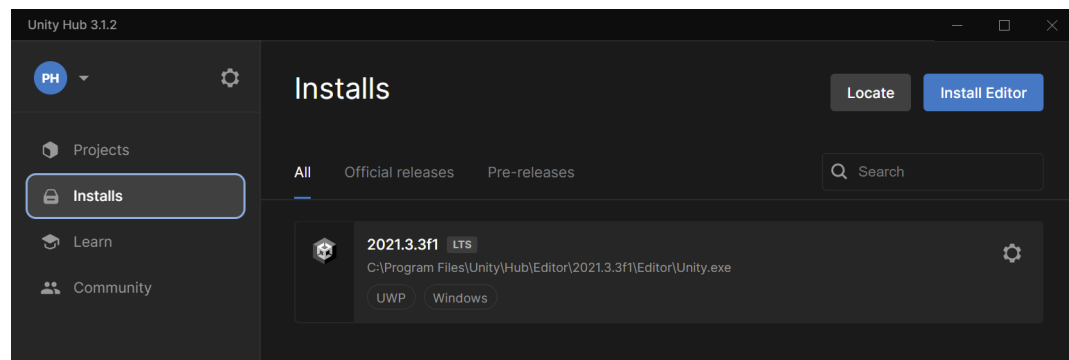 Unity Hub 3.1.2
PH
Installs
Locate
Install Editor
Projects
Installs
Learn
Community
All
Official releases
Pre-releases
Search
2021.3.3f1 LTS
C:\Program Files\Unity\Hub\Editor\2021.3.3f1\Editor\Unity.exe
UWP
Windows